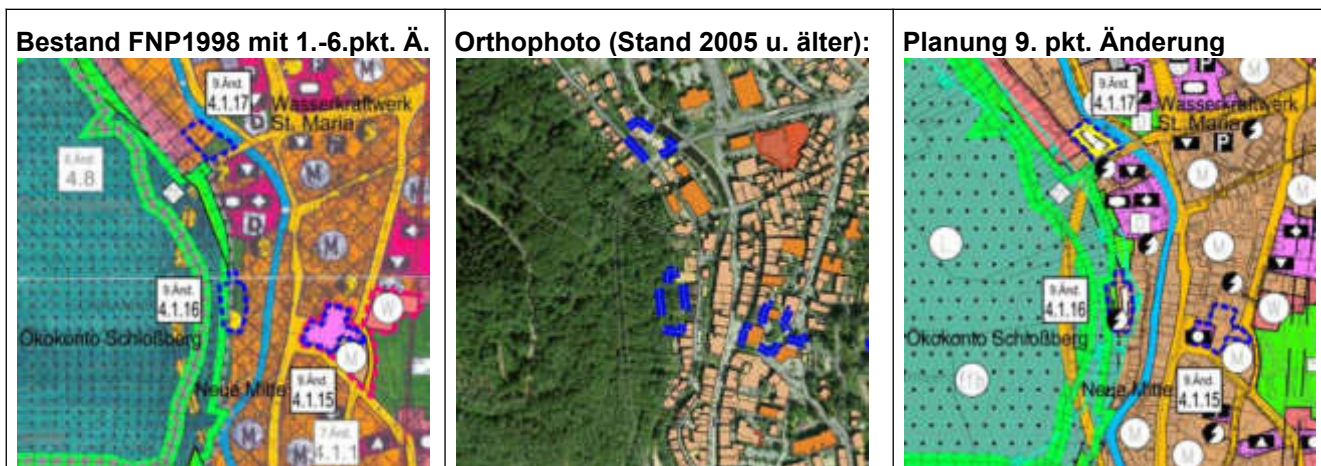 Bestand FNP1998 mit 1.-6.pkt. Ä.
9.Änd.
4.1.17
Wasserkraftwerk
St. Maria
P
M
D
6.Änd.
4.8
M
D
M
9.Änd.
4.1.16
W
Ökokonto Schloßberg
M
Neue Mitte
9.Änd.
4.1.15
M
7.Änd.
4.1.1
Orthophoto (Stand 2005 u. älter):
Planung 9. pkt. Änderung
9.Änd.
4.1.17
Wasserkraftwerk
St. Maria
M
P
M
M
D
L
M
9.Änd.
4.1.16
W
Ökokonto Schloßberg
M
Neue Mitte
9.Änd.
4.1.15
M
M